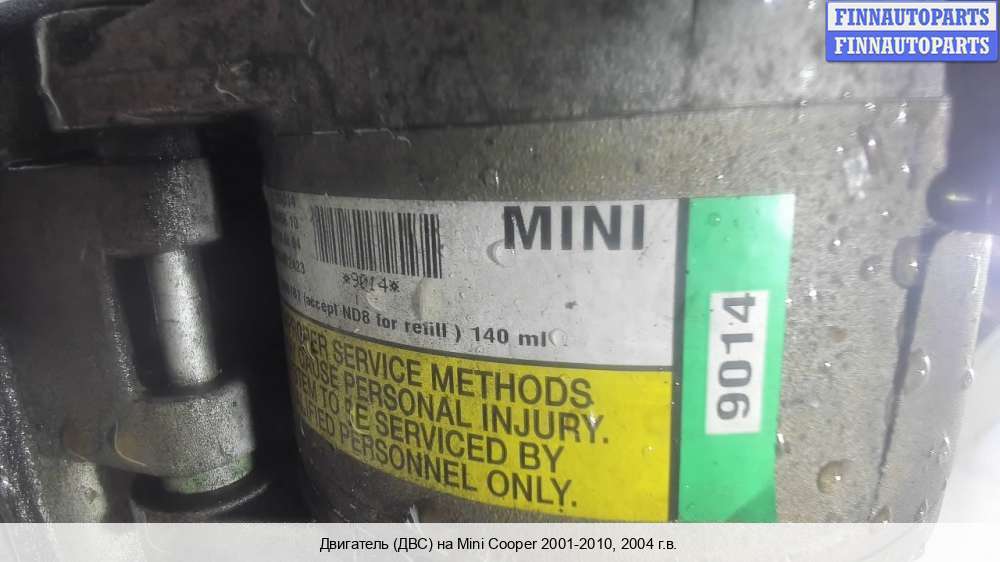 FINNAUTOPARTS
FINNAUTOPARTS
MINI
*9014*
(accept ND8 for refill ) 140 ml
SERVICE METHODS
PERSONAL INJURY.
TO BE SERVICED BY
PERSONNEL ONLY.
9014
Двигатель (ДВС) на Mini Cooper 2001-2010, 2004 г.в.